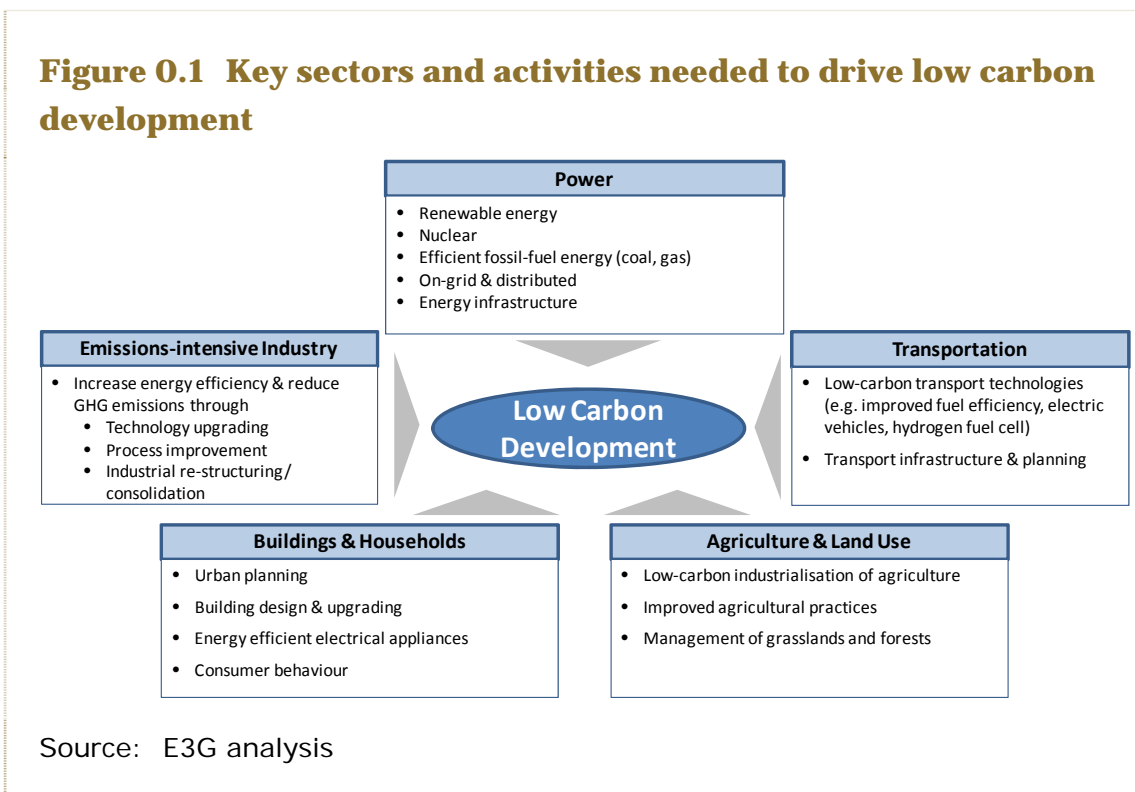 Figure 0.1 Key sectors and activities needed to drive low carbon
development
Power
• Renewable energy
• Nuclear
• Efficient fossil-fuel energy (coal, gas)
• On-grid & distributed
• Energy infrastructure
Emissions-intensive Industry
• Increase energy efficiency & reduce
GHG emissions through
• Technology upgrading
• Process improvement
• Industrial re-structuring/
consolidation
Low Carbon
Development
Transportation
• Low-carbon transport technologies
(e.g. improved fuel efficiency, electric
vehicles, hydrogen fuel cell)
• Transport infrastructure & planning
Buildings & Households
• Urban planning
• Building design & upgrading
• Energy efficient electrical appliances
• Consumer behaviour
Agriculture & Land Use
• Low-carbon industrialisation of agriculture
• Improved agricultural practices
• Management of grasslands and forests
Source: E3G analysis